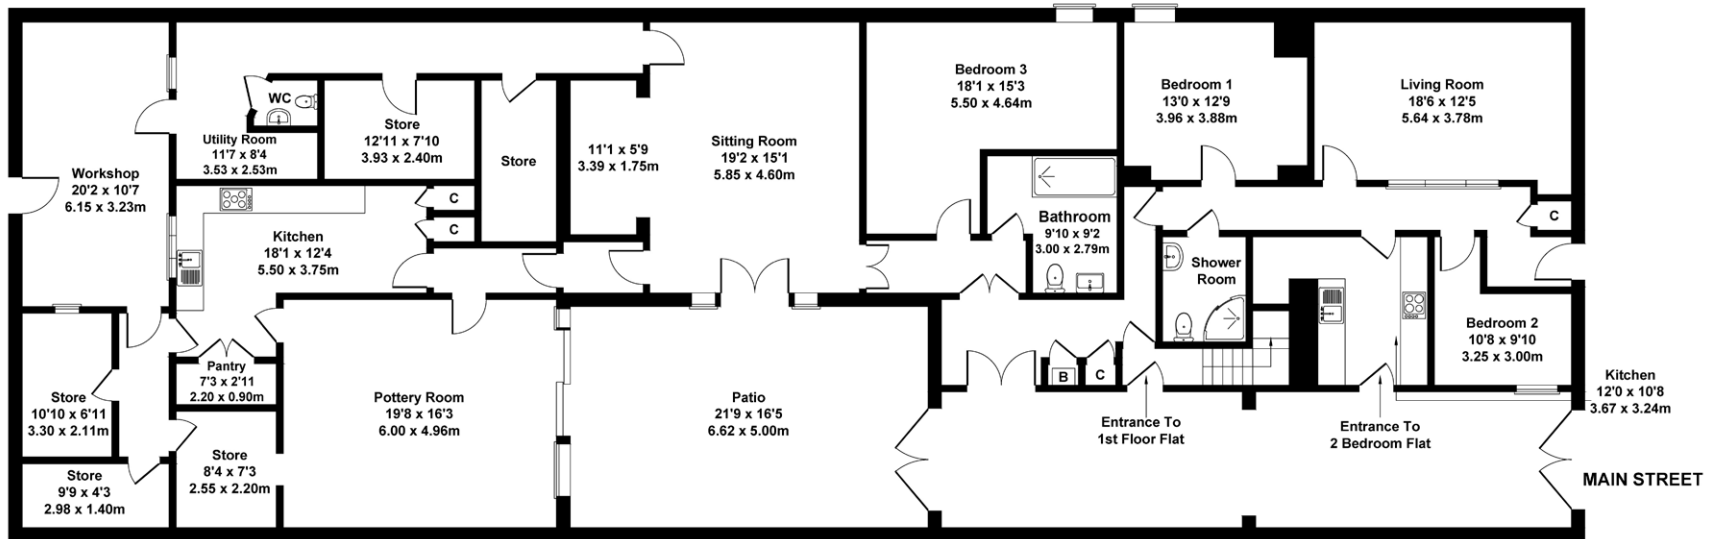 Workshop
20'2 x 10'7
6.15 x 3.23m
WC
Utility Room
11'7 x 8'4
3.53 x 2.53m
Store
12'11 x 7'10
3.93 x 2.40m
Store
11'1 x 5'9
3.39 x 1.75m
Sitting Room
19'2 x 15'1
5.85 x 4.60m
Bedroom 3
18'1 x 15'3
5.50 x 4.64m
Bedroom 1
13'0 x 12'9
3.96 x 3.88m
Living Room
18'6 x 12'5
5.64 x 3.78m
C
C
Kitchen
18'1 x 12'4
5.50 x 3.75m
Bathroom
9'10 x 9'2
3.00 x 2.79m
Shower
Room
C
Bedroom 2
10'8 x 9'10
3.25 x 3.00m
Kitchen
12'0 x 10'8
3.67 x 3.24m
Pantry
7'3 x 2'11
2.20 x 0.90m
Store
10'10 x 6'11
3.30 x 2.11m
Store
8'4 x 7'3
2.55 x 2.20m
Store
9'9 x 4'3
2.98 x 1.40m
Pottery Room
19'8 x 16'3
6.00 x 4.96m
Patio
21'9 x 16'5
6.62 x 5.00m
B
C
Entrance To
1st Floor Flat
Entrance To
2 Bedroom Flat
MAIN STREET